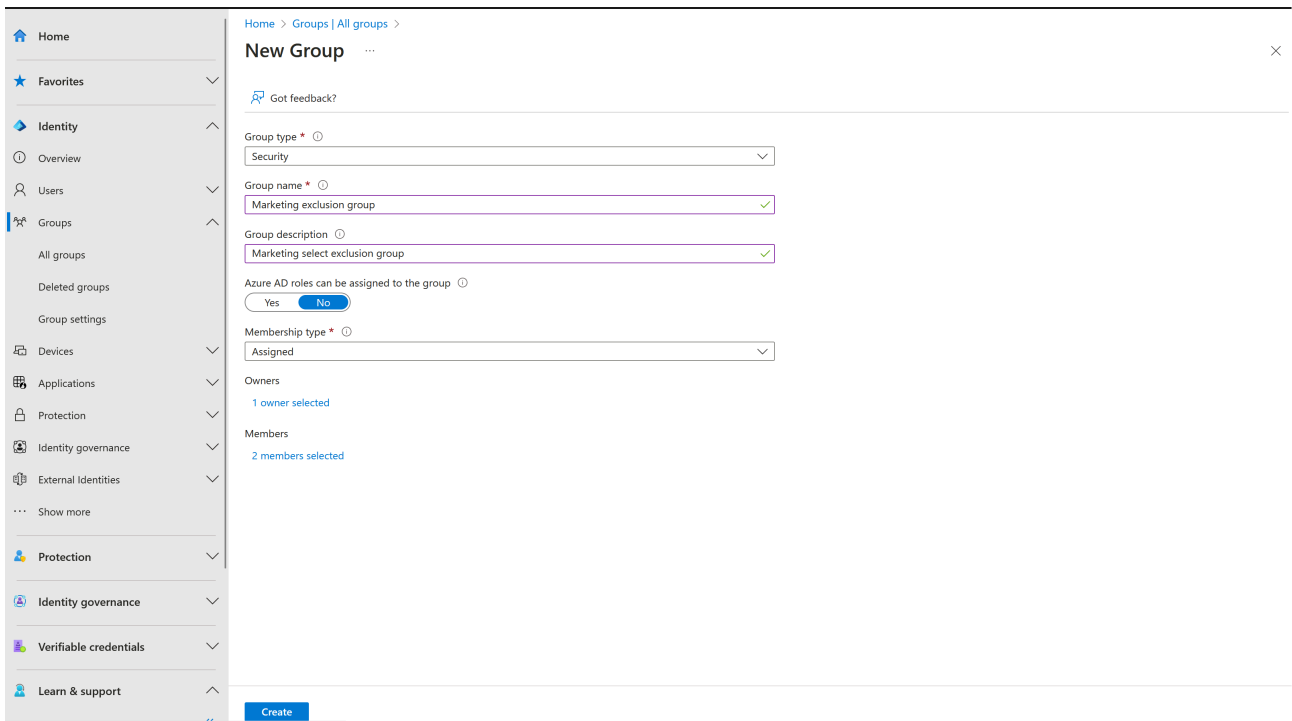 Home
Favorites
Identity
Overview
Users
Groups
All groups
Deleted groups
Group settings
Devices
Applications
Protection
Identity governance
External Identities
Show more
Protection
Identity governance
Verifiable credentials
Learn & support
Home > Groups | All groups >
New Group ...
Got feedback?
Group type *
Security
Group name *
Marketing exclusion group
Group description
Marketing select exclusion group
Azure AD roles can be assigned to the group
Yes No
Membership type *
Assigned
Owners
1 owner selected
Members
2 members selected
Create